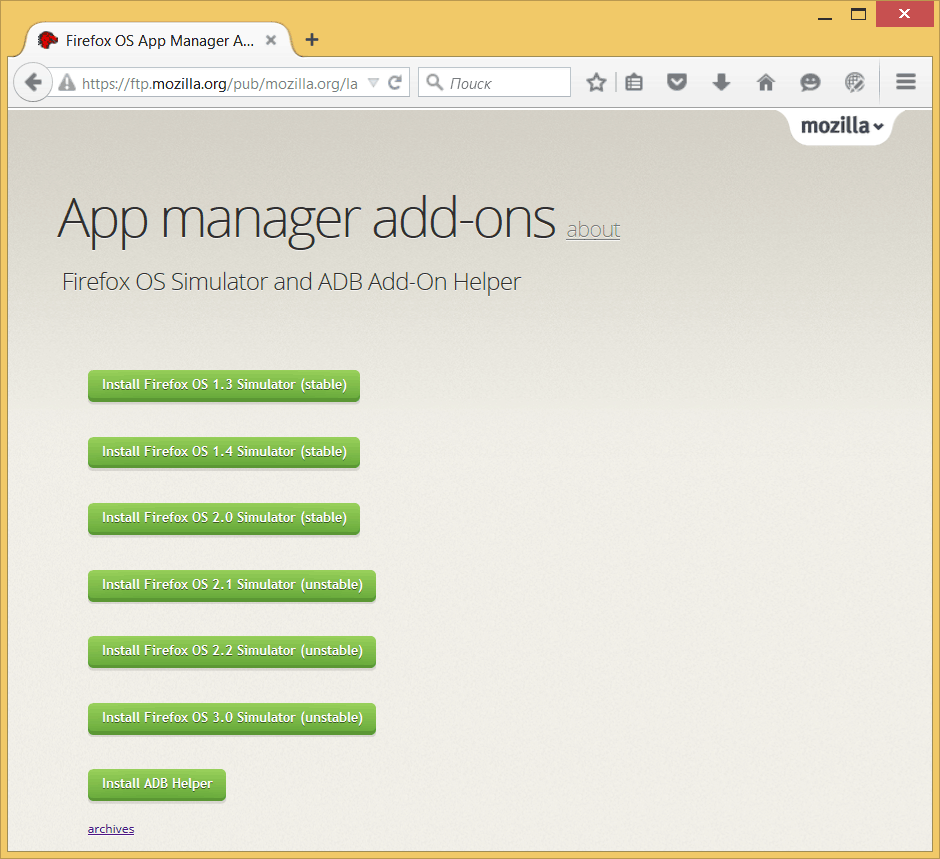 Firefox OS App Manager A...
https://ftp.mozilla.org/pub/mozilla.org/la
Поиск
mozilla
App manager add-ons about
Firefox OS Simulator and ADB Add-On Helper
Install Firefox OS 1.3 Simulator (stable)
Install Firefox OS 1.4 Simulator (stable)
Install Firefox OS 2.0 Simulator (stable)
Install Firefox OS 2.1 Simulator (unstable)
Install Firefox OS 2.2 Simulator (unstable)
Install Firefox OS 3.0 Simulator (unstable)
Install ADB Helper
archives